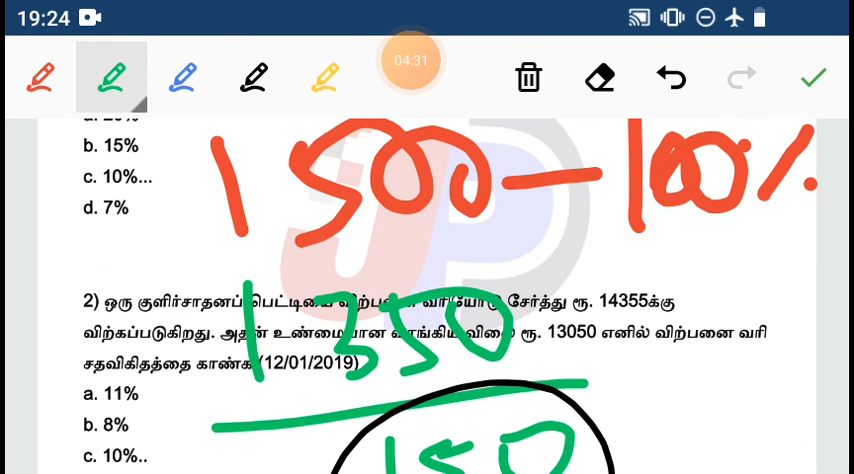 19:24
04:31
b. 15%
c. 10%...
d. 7%
1500 - 100%
2) ஒரு குளிர்சாதனப் பெட்டியை விற்பனை வரியோடு சேர்த்து ரூ. 14355க்கு
விற்கப்படுகிறது. அதன் உண்மையான வாங்கிய விலை ரூ. 13050 எனில் விற்பனை வரி
சதவிகிதத்தை காண்க (12/01/2019)
1350
a. 11%
b. 8%
c. 10%..
150